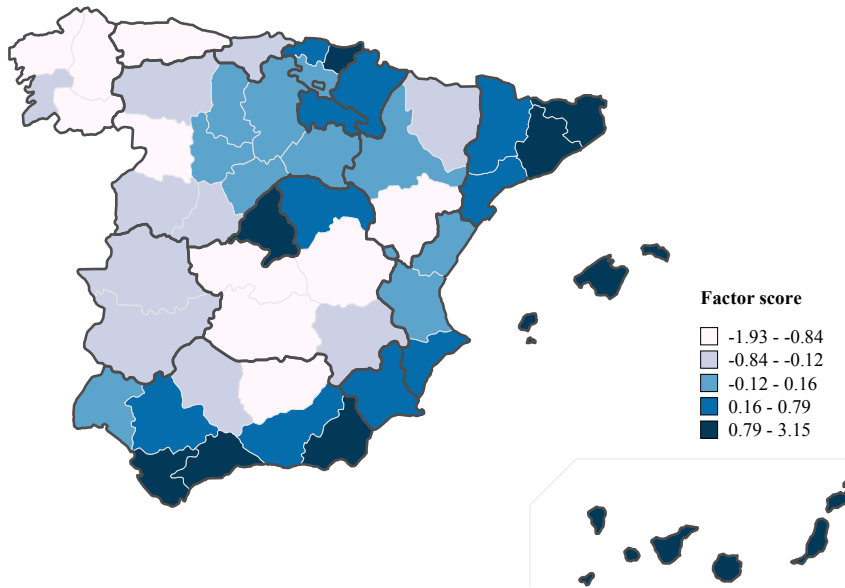 Factor score
-1.93 - -0.84
-0.84 - -0.12
-0.12 - 0.16
0.16 - 0.79
0.79 - 3.15